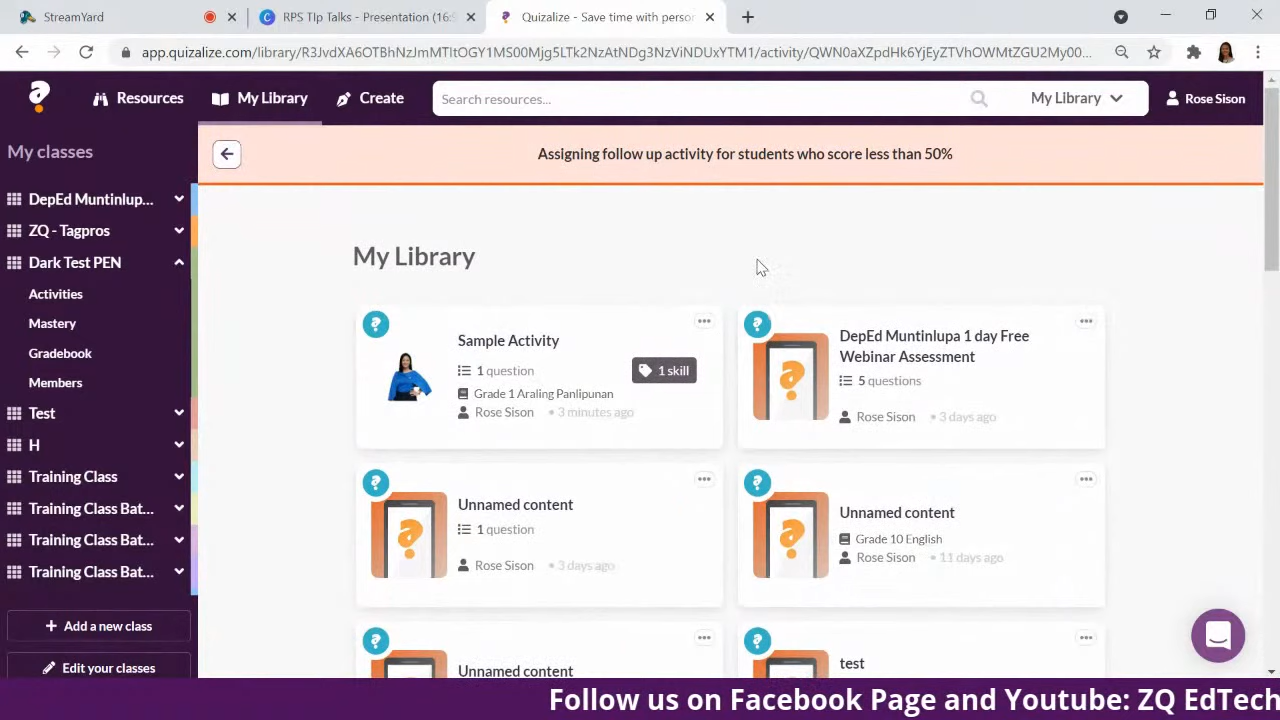 StreamYard
RPS TIp Talks - Presentation (16:
Quizalize - Save time with person
app.quizalize.com/library/R3JvdXA6OTBhNzJmMTItOGY1MS00Mjg5LTk2NzAtNDg3NzViNDUxYTM1/activity/QWN0aXZpdHk6YjEyZTVhOWMtZGU2My00...
Resources
My Library
Create
Search resources...
My Library
Rose Sison
My classes
Assigning follow up activity for students who score less than 50%
DepEd Muntinlup...
ZQ - Tagpros
Dark Test PEN
Activities
Mastery
Gradebook
Members
Test
H
Training Class
Training Class Bat...
Training Class Bat...
Training Class Bat...
Add a new class
Edit your classes
My Library
Sample Activity
1 question
1 skill
Grade 1 Araling Panlipunan
Rose Sison • 3 minutes ago
DepEd Muntinlupa 1 day Free
Webinar Assessment
5 questions
Rose Sison • 3 days ago
Unnamed content
1 question
Rose Sison • 3 days ago
Unnamed content
Grade 10 English
Rose Sison • 11 days ago
Unnamed content
test
Follow us on Facebook Page and Youtube: ZQ EdTech